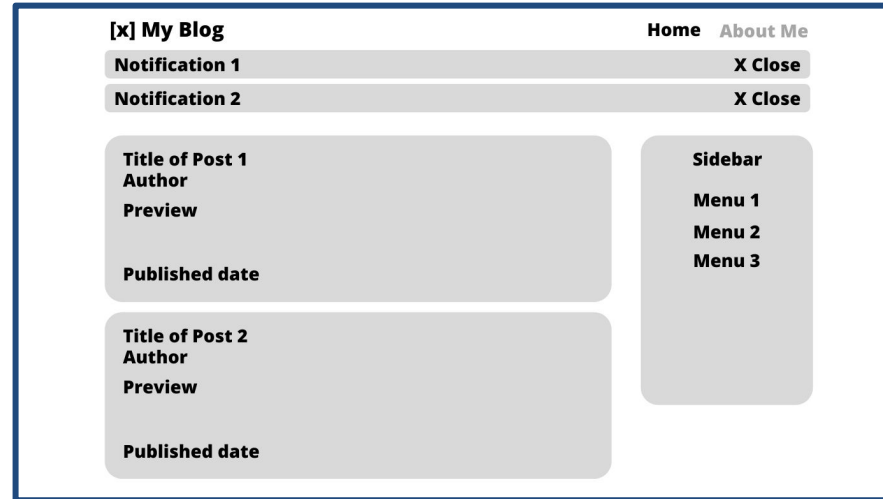 [x] My Blog Home About Me
Notification 1 X Close
Notification 2 X Close
Title of Post 1
Author
Preview
Published date
Title of Post 2
Author
Preview
Published date
Sidebar
Menu 1
Menu 2
Menu 3